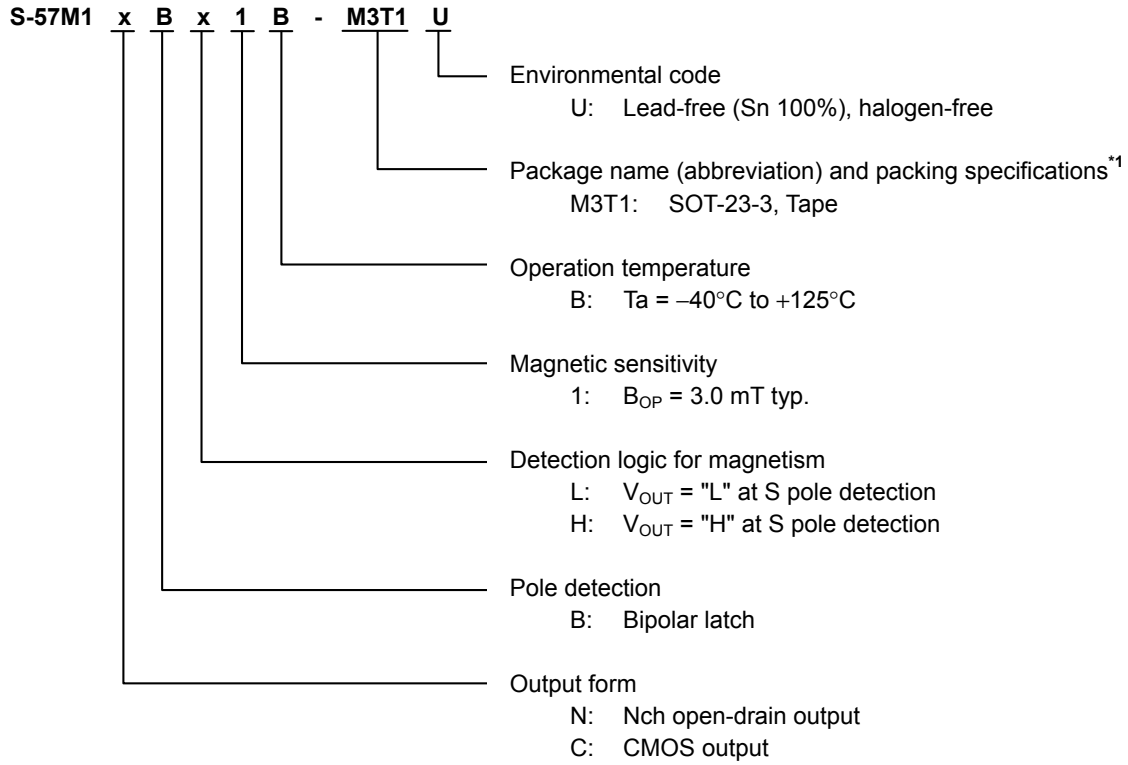 S-57M1 x B x 1 B - M3T1 U
Environmental code
U: Lead-free (Sn 100%), halogen-free
Package name (abbreviation) and packing specifications*1
M3T1: SOT-23-3, Tape
Operation temperature
B: Ta = −40°C to +125°C
Magnetic sensitivity
1: BOP = 3.0 mT typ.
Detection logic for magnetism
L: VOUT = "L" at S pole detection
H: VOUT = "H" at S pole detection
Pole detection
B: Bipolar latch
Output form
N: Nch open-drain output
C: CMOS output